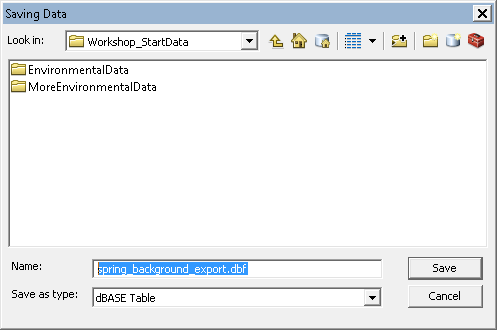 Saving Data
Look in: Workshop_StartData
EnvironmentalData
MoreEnvironmentalData
Name: spring_background_export.dbf Save
Save as type: dBASE Table Cancel